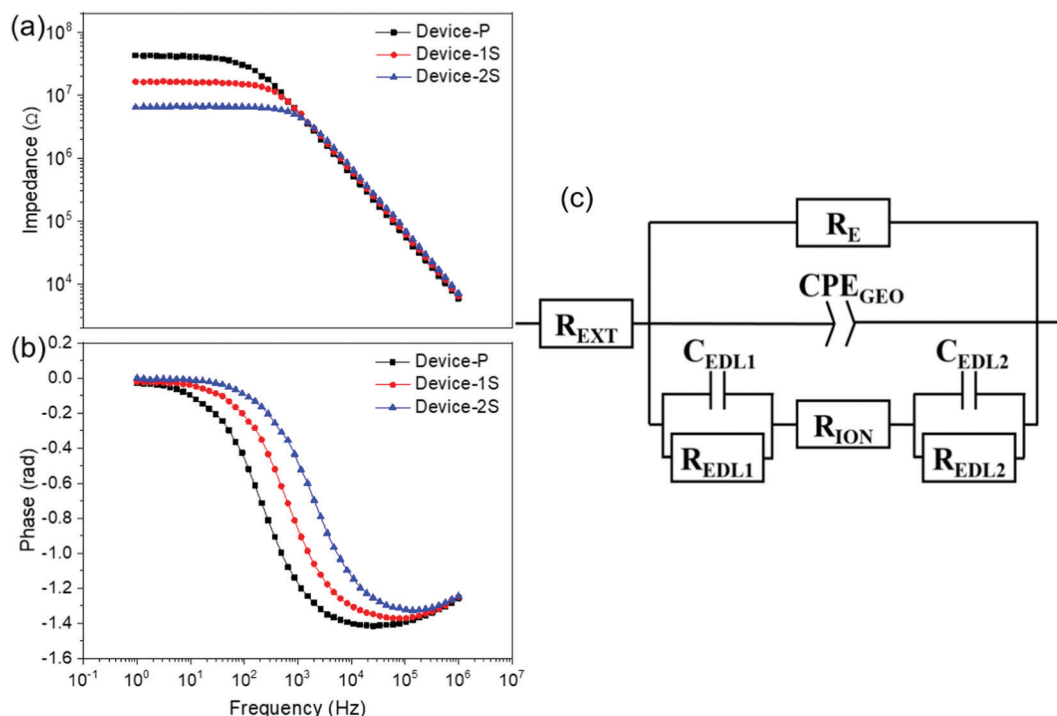 (a)
10^8
10^7
10^6
10^5
10^4
Impedance (Ω)
Device-P
Device-1S
Device-2S
(b)
0.2
0.0
-0.2
-0.4
-0.6
-0.8
-1.0
-1.2
-1.4
-1.6
Phase (rad)
Device-P
Device-1S
Device-2S
10^-1 10^0 10^1 10^2 10^3 10^4 10^5 10^6 10^7
Frequency (Hz)
(c)
R_E
CPE_GEO
R_EXT
C_EDL1 C_EDL2
R_ION
R_EDL1 R_EDL2